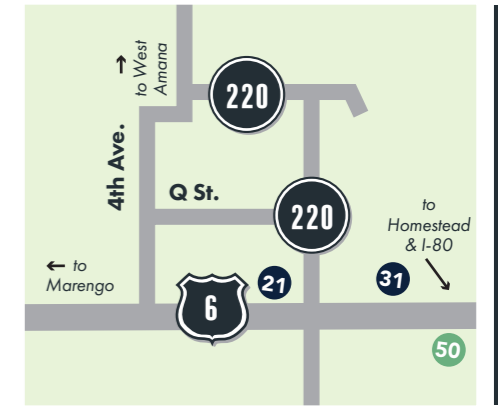 →
to West
Amana
220
4th Ave.
Q St.
220
to
Homestead
& I-80
← to
Marengo
6
21
31
50